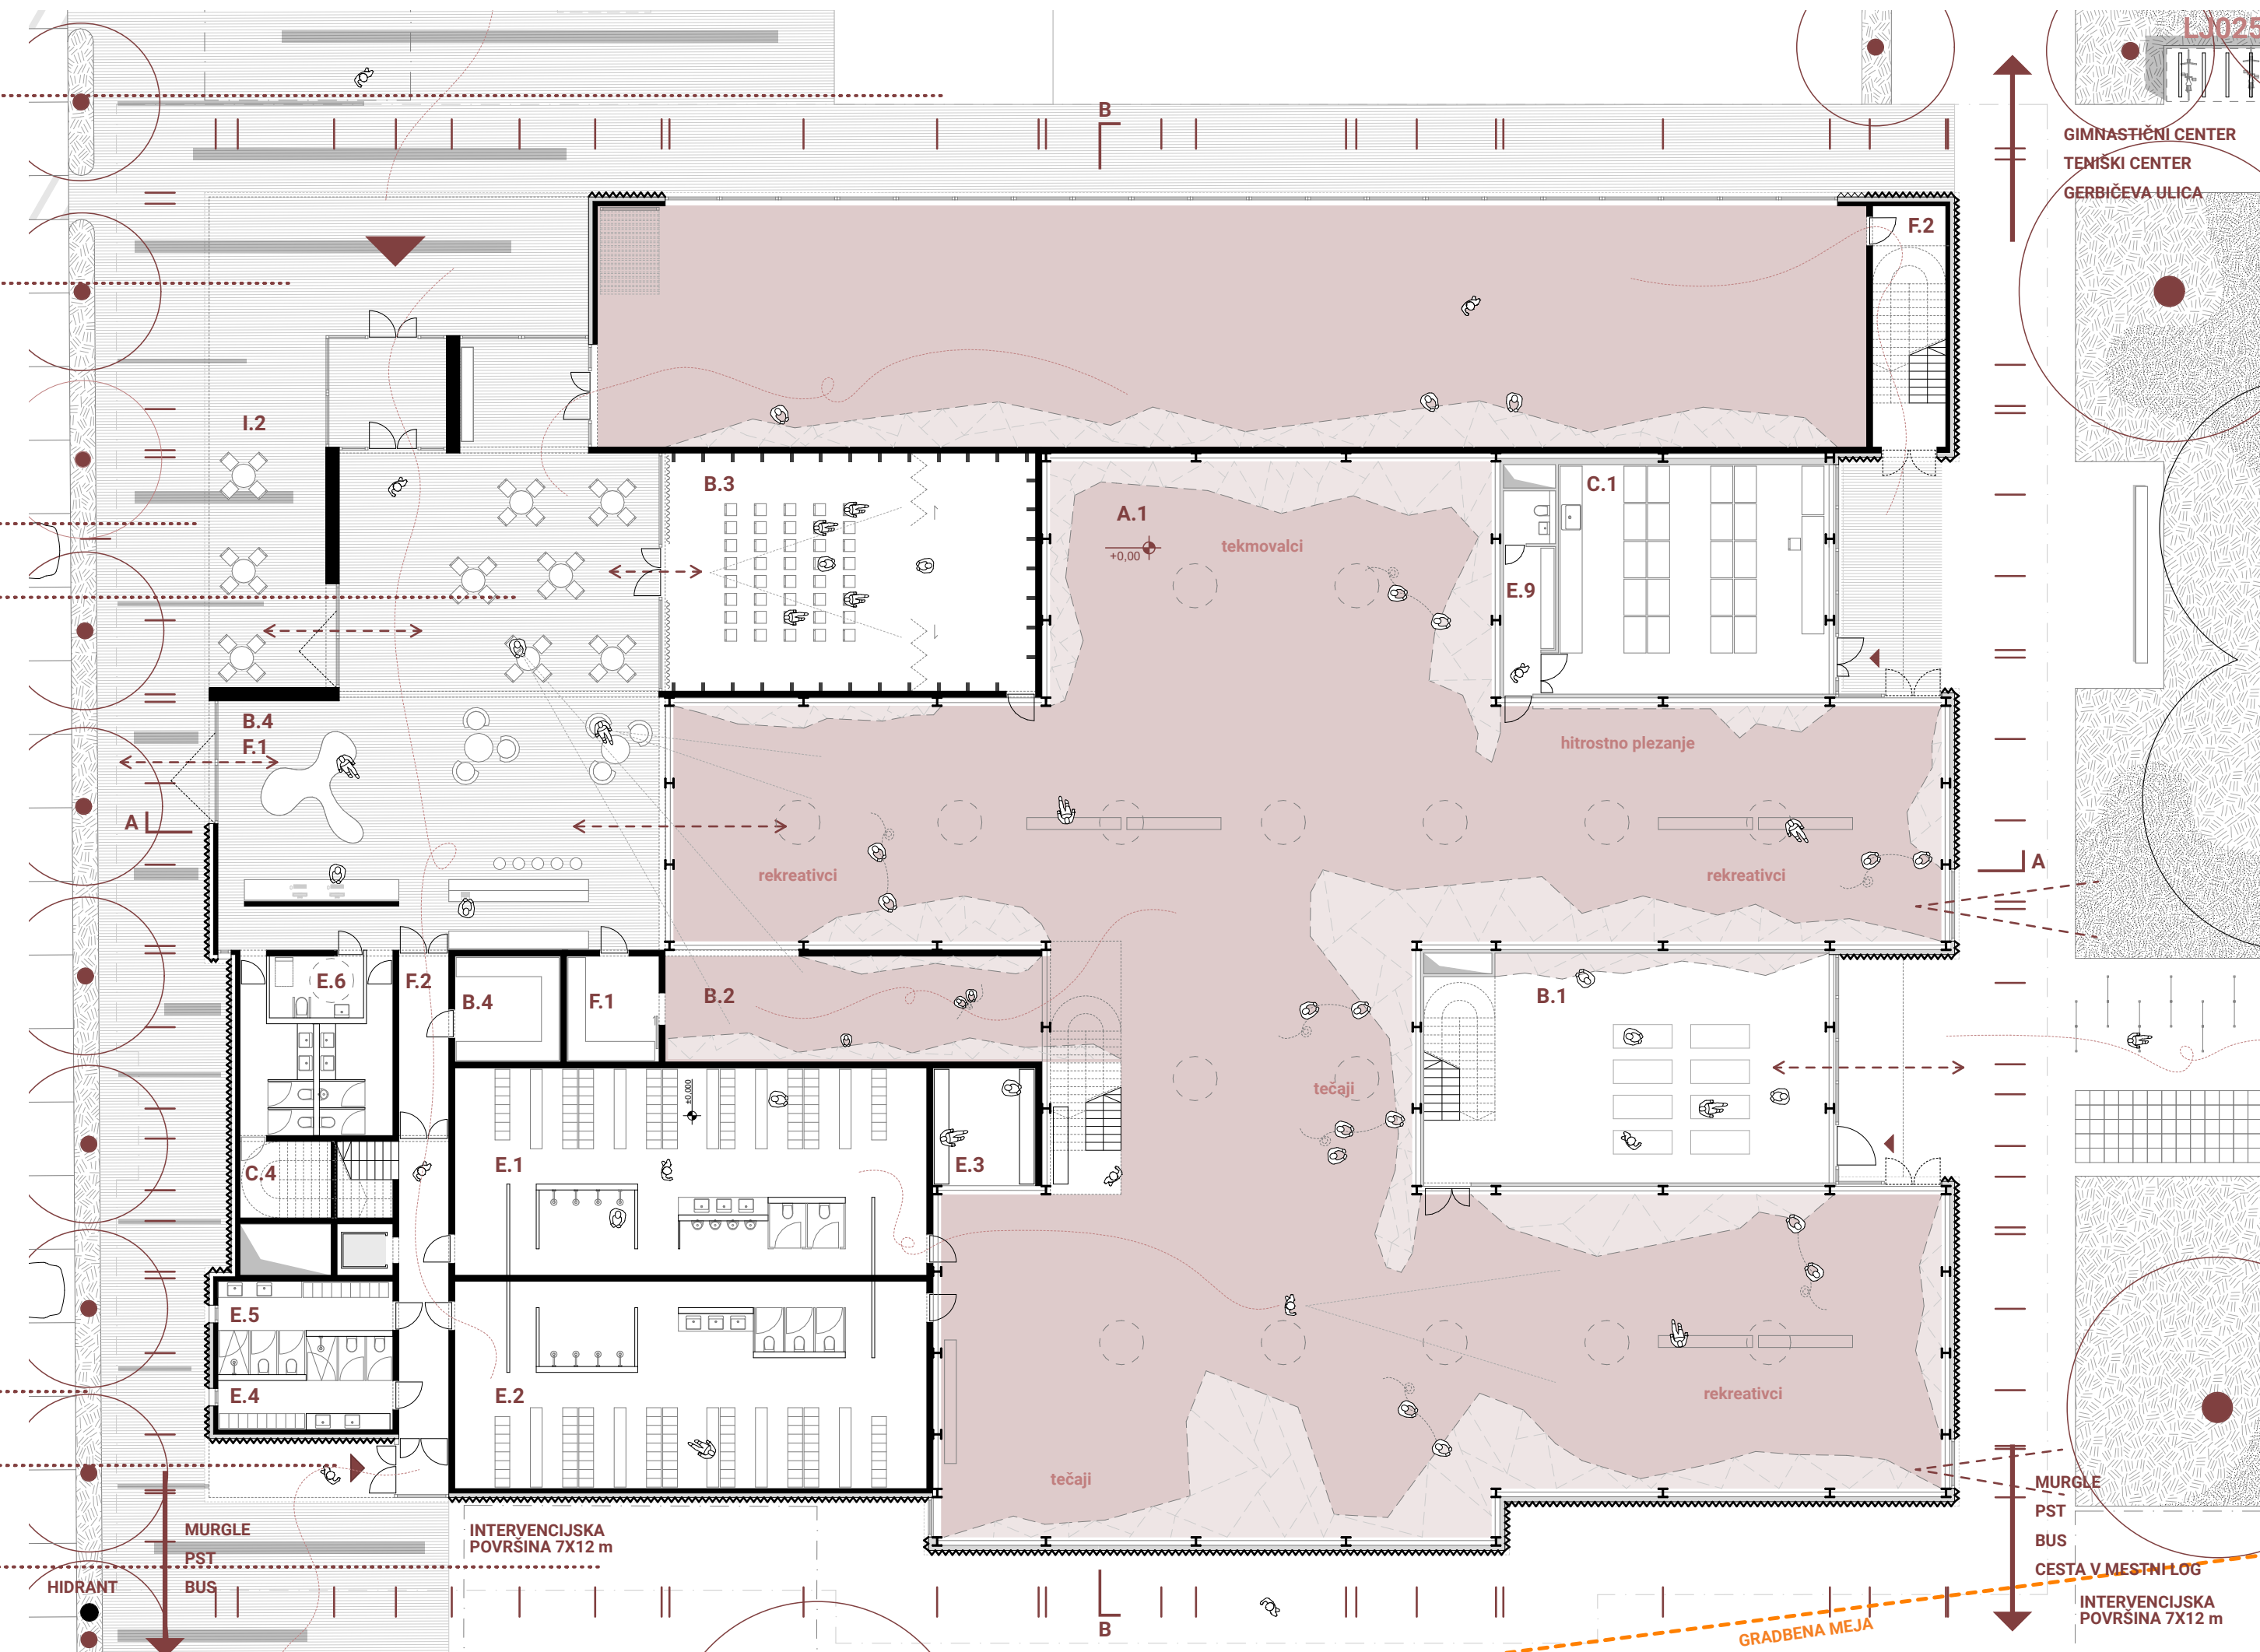 LJ025
B
GIMNASTIČNI CENTER
TENIŠKI CENTER
GERBIČEVA ULICA
F.2
I.2
B.3
A.1
+0,00
tekmovalci
C.1
E.9
B.4
F.1
hitrostno plezanje
A
A
rekreativci
rekreativci
E.6
F.2
B.4
F.1
B.2
B.1
±0,000
tečaji
E.1
E.3
C.4
E.5
E.4
E.2
rekreativci
tečaji
MURGLE
PST
BUS
HIDRANT
INTERVENCIJSKA
POVRŠINA 7X12 m
MURGLE
PST
BUS
CESTA V MESTNI LOG
INTERVENCIJSKA
POVRŠINA 7X12 m
B
GRADBENA MEJA